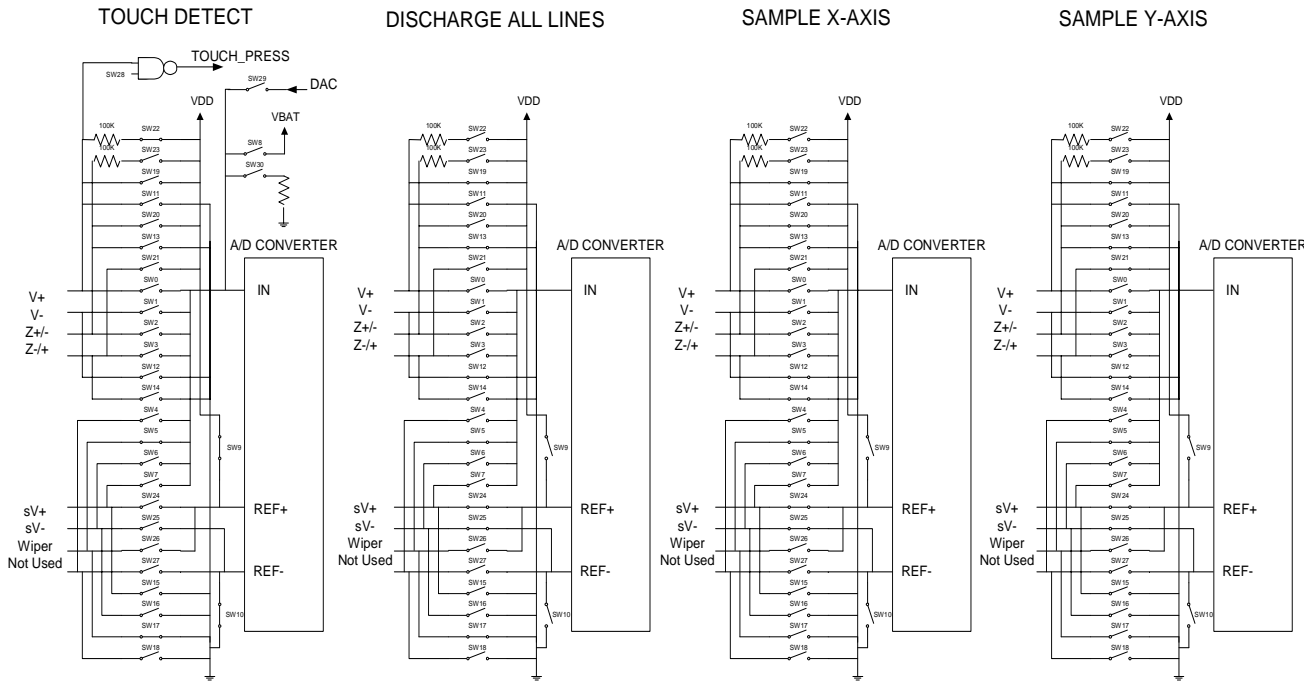 TOUCH DETECT
TOUCH_PRESS
SW28
SW29
DAC
VDD
VBAT
100K
SW22
100K
SW23
SW8
SW30
SW19
SW11
SW20
SW13
A/D CONVERTER
SW21
SW0
V+
IN
SW1
V-
SW2
Z+/-
SW3
Z-/+
SW12
SW14
SW4
SW5
SW9
SW6
SW7
SW24
sV+
REF+
SW25
sV-
SW26
Wiper
SW27
Not Used
REF-
SW15
SW16
SW10
SW17
SW18
DISCHARGE ALL LINES
VDD
100K
SW22
100K
SW23
SW19
SW11
SW20
SW13
A/D CONVERTER
SW21
SW0
V+
IN
SW1
V-
SW2
Z+/-
SW3
Z-/+
SW12
SW14
SW4
SW5
SW9
SW6
SW7
SW24
sV+
REF+
SW25
sV-
SW26
Wiper
SW27
Not Used
REF-
SW15
SW16
SW10
SW17
SW18
SAMPLE X-AXIS
VDD
100K
SW22
100K
SW23
SW19
SW11
SW20
SW13
A/D CONVERTER
SW21
SW0
V+
IN
SW1
V-
SW2
Z+/-
SW3
Z-/+
SW12
SW14
SW4
SW5
SW9
SW6
SW7
SW24
sV+
REF+
SW25
sV-
SW26
Wiper
SW27
Not Used
REF-
SW15
SW16
SW10
SW17
SW18
SAMPLE Y-AXIS
VDD
100K
SW22
100K
SW23
SW19
SW11
SW20
SW13
A/D CONVERTER
SW21
SW0
V+
IN
SW1
V-
SW2
Z+/-
SW3
Z-/+
SW12
SW14
SW4
SW5
SW9
SW6
SW7
SW24
sV+
REF+
SW25
sV-
SW26
Wiper
SW27
Not Used
REF-
SW15
SW16
SW10
SW17
SW18